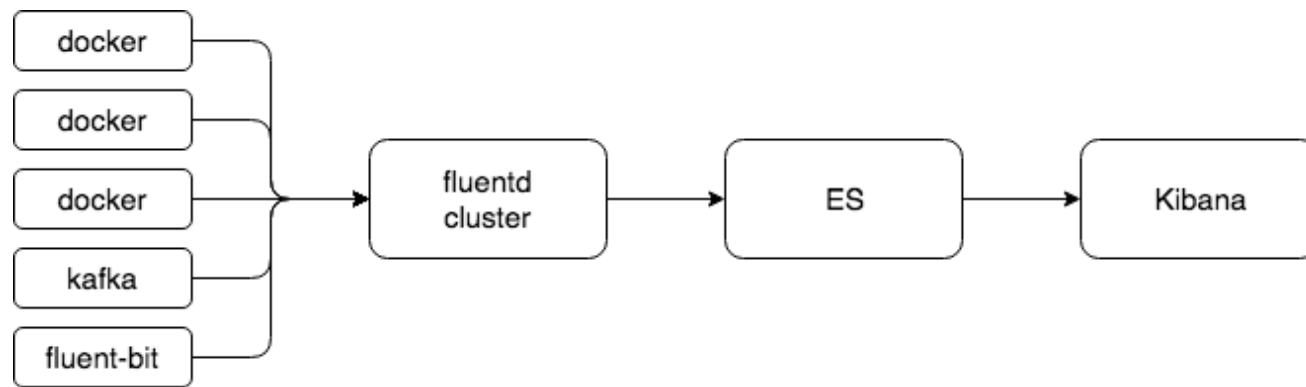 docker
docker
docker
kafka
fluent-bit
fluentd
cluster
ES
Kibana